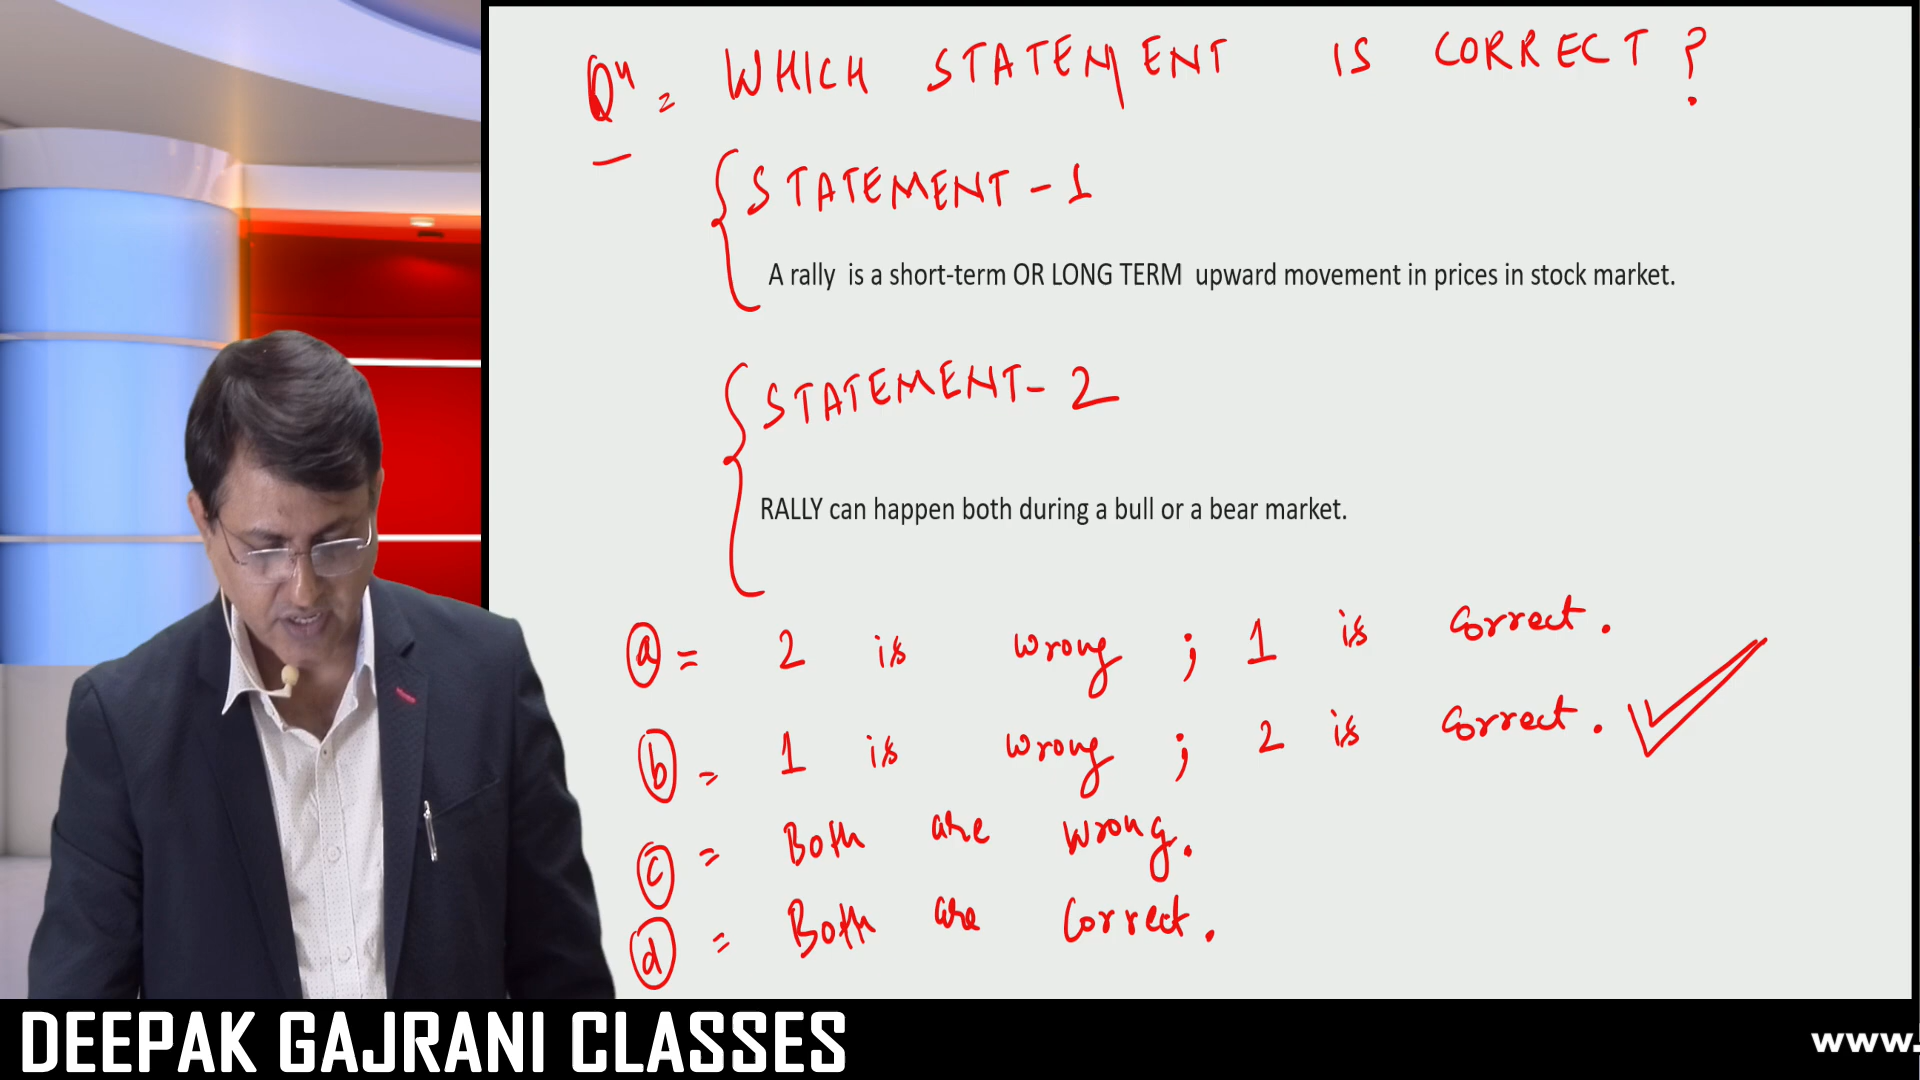 Qn = WHICH STATEMENT IS CORRECT ?
STATEMENT - 1
A rally is a short-term OR LONG TERM upward movement in prices in stock market.
STATEMENT - 2
RALLY can happen both during a bull or a bear market.
(a) = 2 is wrong ; 1 is correct.
(b) = 1 is wrong ; 2 is correct.
(c) = Both are wrong.
(d) = Both are correct.
DEEPAK GAJRANI CLASSES
www.